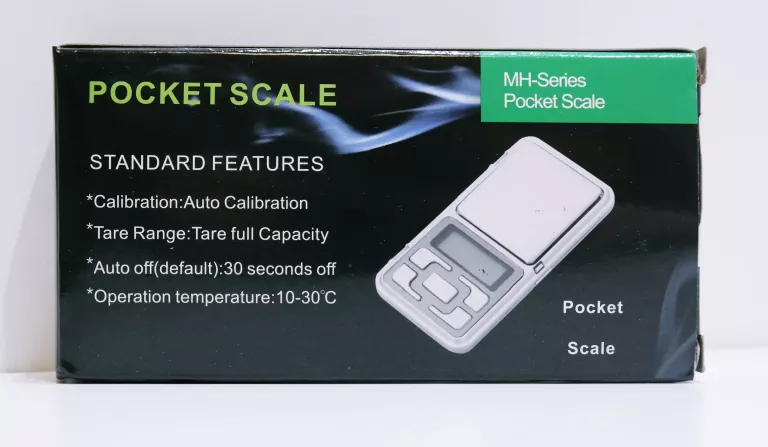 POCKET SCALE
MH-Series
Pocket Scale
STANDARD FEATURES
*Calibration:Auto Calibration
*Tare Range:Tare full Capacity
*Auto off(default):30 seconds off
*Operation temperature:10-30°C
Pocket
Scale